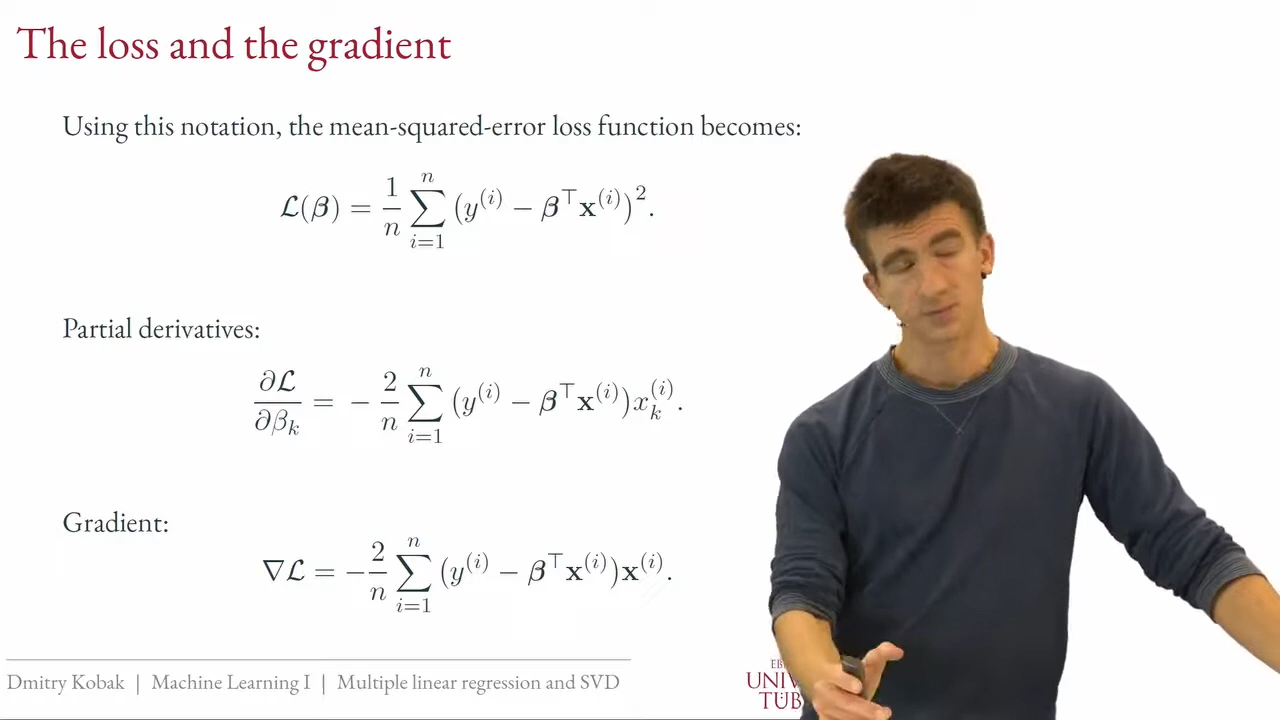 The loss and the gradient
Using this notation, the mean-squared-error loss function becomes:
ℒ(β) = 1/n ∑_{i=1}^{n} (y^{(i)} − β^⊤ x^{(i)})^2.
Partial derivatives:
∂ℒ/∂β_k = − 2/n ∑_{i=1}^{n} (y^{(i)} − β^⊤ x^{(i)}) x_k^{(i)}.
Gradient:
∇ℒ = − 2/n ∑_{i=1}^{n} (y^{(i)} − β^⊤ x^{(i)}) x^{(i)}.
Dmitry Kobak | Machine Learning I | Multiple linear regression and SVD